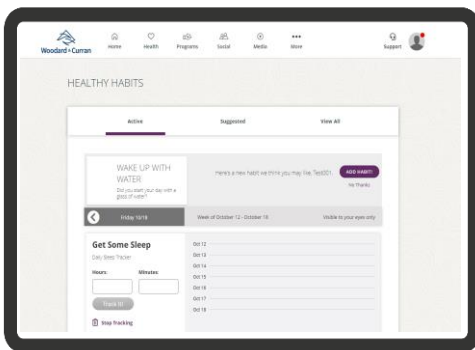 Woodard & Curran
Home
Health
Programs
Social
Media
More
Support
HEALTHY HABITS
Active
Suggested
View All
WAKE UP WITH
WATER
Did you start your day with a
glass of water?
Here's a new habit we think you may like, Test001.
ADD HABIT!
No Thanks
Friday 10/18
Week of October 12 - October 18
Visible to your eyes only
Get Some Sleep
Daily Sleep Tracker
Hours
Minutes
Track It!
Stop Tracking
Oct 12
Oct 13
Oct 14
Oct 15
Oct 16
Oct 17
Oct 18